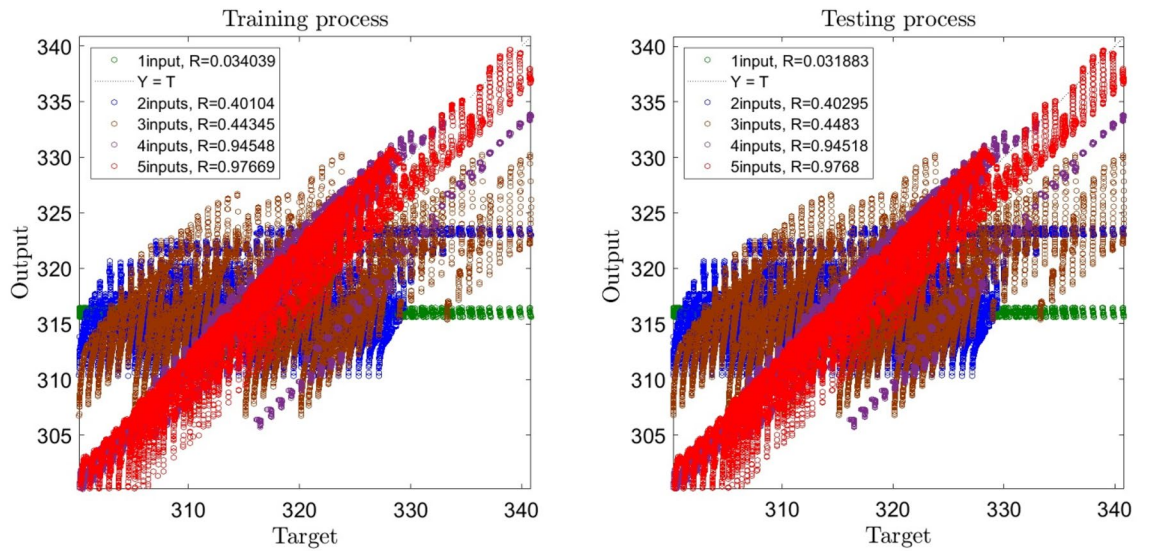 Training process
340
335
330
325
320
315
310
305
310
320
330
340
Output
Target
1input, R=0.034039
Y = T
2inputs, R=0.40104
3inputs, R=0.44345
4inputs, R=0.94548
5inputs, R=0.97669
Testing process
340
335
330
325
320
315
310
305
310
320
330
340
Output
Target
1input, R=0.031883
Y = T
2inputs, R=0.40295
3inputs, R=0.4483
4inputs, R=0.94518
5inputs, R=0.9768